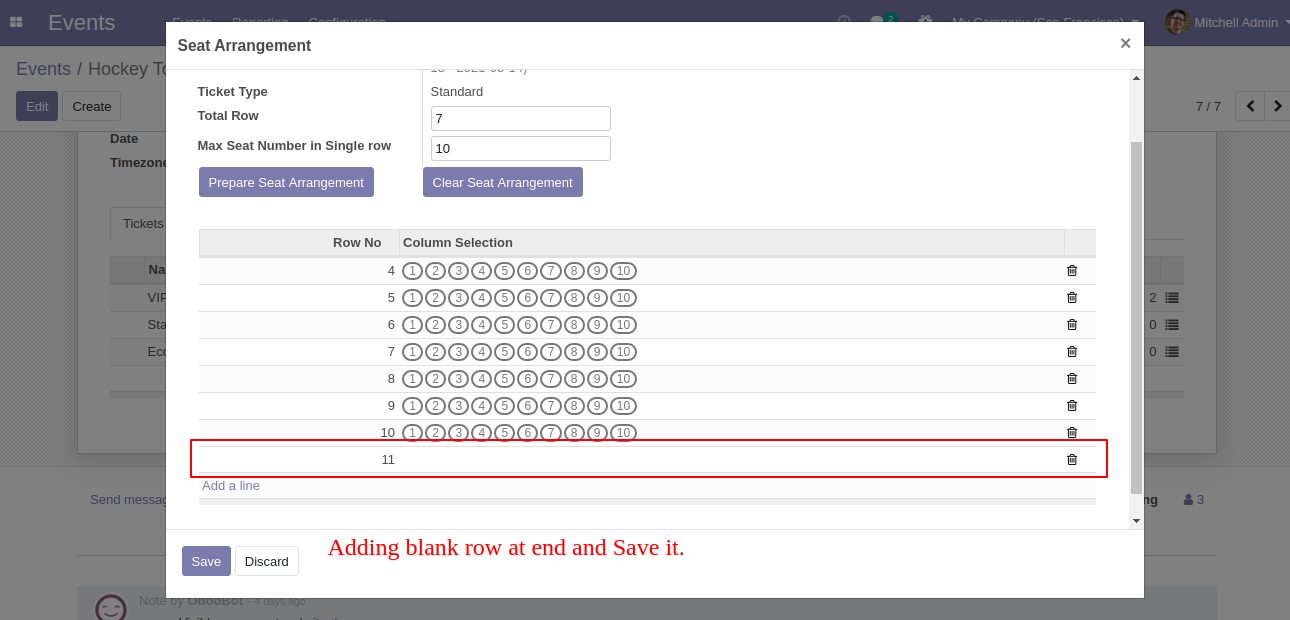 Events Events Reporting Configuration 2 My Company (San Francisco) Mitchell Admin
Seat Arrangement ×
Events / Hockey To
Ticket Type Standard
Edit Create 7 / 7
Total Row 7
Date
Max Seat Number in Single row 10
Timezone
Prepare Seat Arrangement Clear Seat Arrangement
Tickets
Row No Column Selection
Na
4 1 2 3 4 5 6 7 8 9 10
VIP 5 1 2 3 4 5 6 7 8 9 10 2
Sta 6 1 2 3 4 5 6 7 8 9 10 0
Eco 7 1 2 3 4 5 6 7 8 9 10 0
8 1 2 3 4 5 6 7 8 9 10
9 1 2 3 4 5 6 7 8 9 10
10 1 2 3 4 5 6 7 8 9 10
11
Add a line
Send messag ng 3
Adding blank row at end and Save it.
Save Discard
Note by OdooBot - 4 days ago